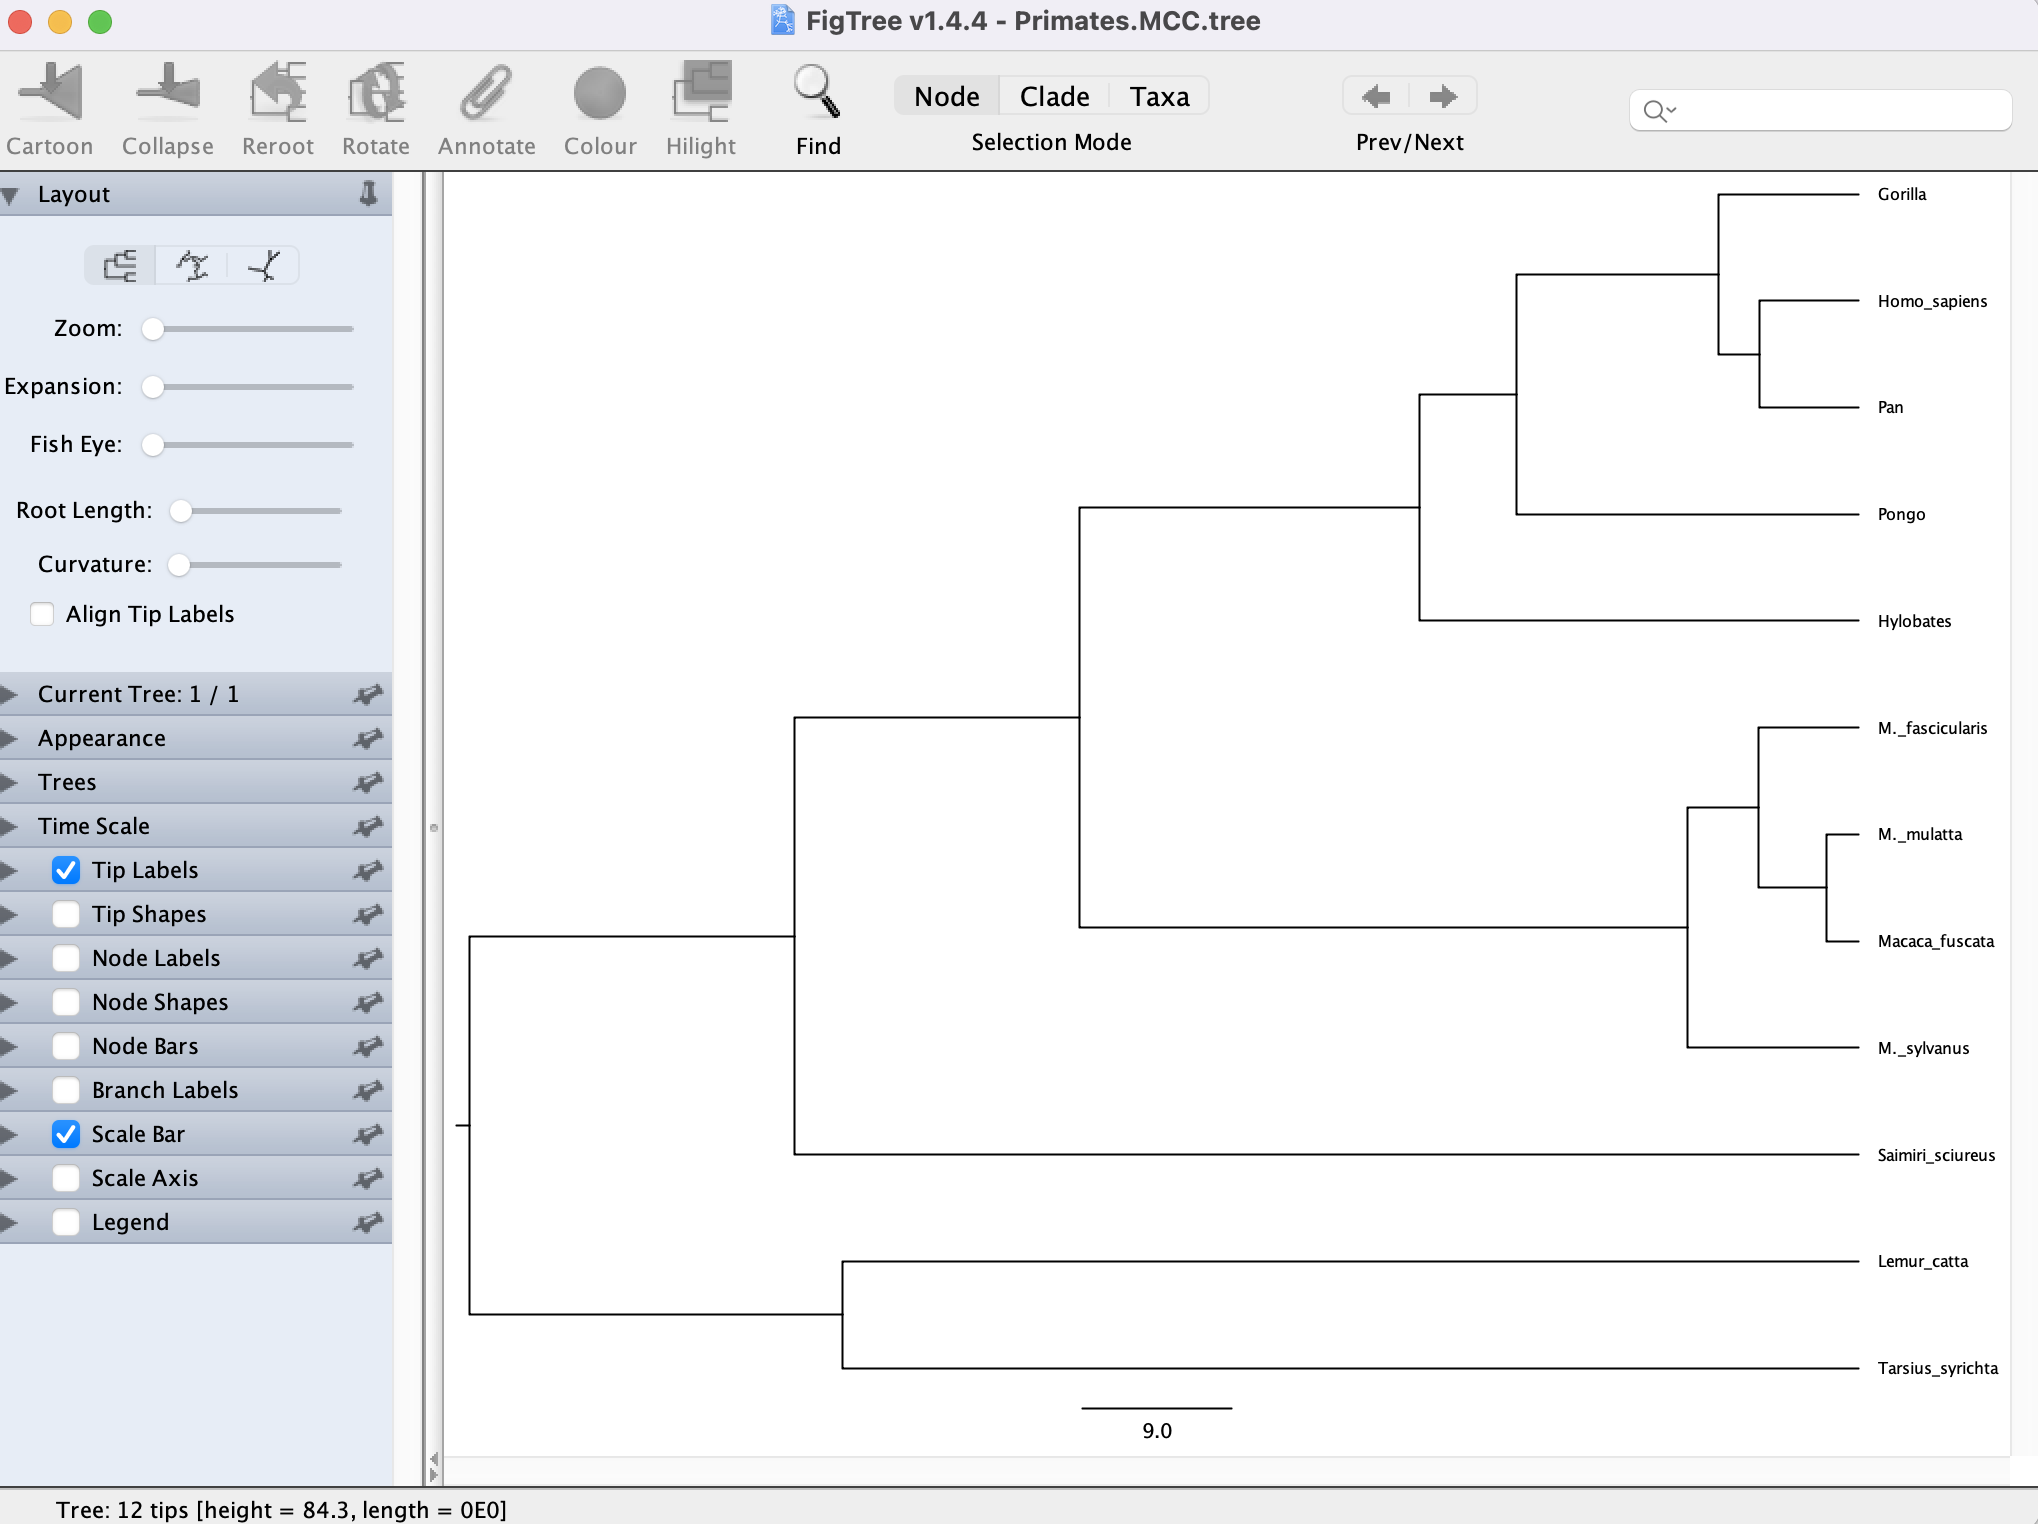 FigTree v1.4.4 - Primates.MCC.tree
Cartoon
Collapse
Reroot
Rotate
Annotate
Colour
Hilight
Find
Node Clade Taxa
Selection Mode
Prev/Next
Layout
Zoom:
Expansion:
Fish Eye:
Root Length:
Curvature:
Align Tip Labels
Current Tree: 1 / 1
Appearance
Trees
Time Scale
Tip Labels
Tip Shapes
Node Labels
Node Shapes
Node Bars
Branch Labels
Scale Bar
Scale Axis
Legend
Gorilla
Homo_sapiens
Pan
Pongo
Hylobates
M._fascicularis
M._mulatta
Macaca_fuscata
M._sylvanus
Saimiri_sciureus
Lemur_catta
Tarsius_syrichta
9.0
Tree: 12 tips [height = 84.3, length = 0E0]